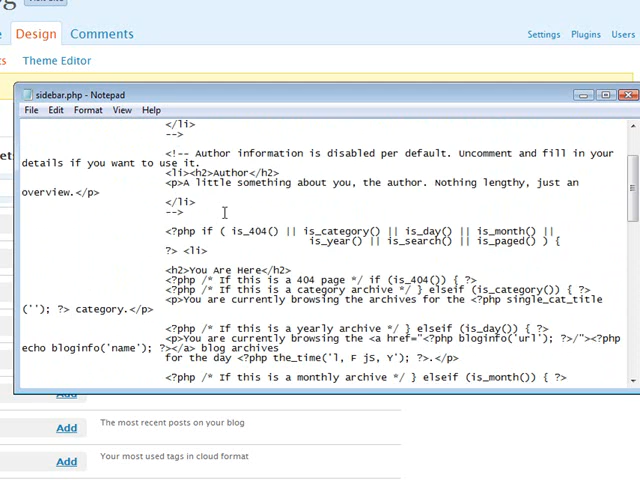 Design
Comments
Settings
Plugins
Users
Theme Editor
sidebar.php - Notepad
File Edit Format View Help
</li>
-->
<!-- Author information is disabled per default. Uncomment and fill in your
details if you want to use it.
<li><h2>Author</h2>
<p>A little something about you, the author. Nothing lengthy, just an
overview.</p>
</li>
-->
<?php if ( is_404() || is_category() || is_day() || is_month() ||
is_year() || is_search() || is_paged() ) {
?> <li>
<h2>You Are Here</h2>
<?php /* If this is a 404 page */ if (is_404()) { ?>
<?php /* If this is a category archive */ } elseif (is_category()) { ?>
<p>You are currently browsing the archives for the <?php single_cat_title
(''); ?> category.</p>
<?php /* If this is a yearly archive */ } elseif (is_day()) { ?>
<p>You are currently browsing the <a href="<?php bloginfo('url'); ?>/"><?php
echo bloginfo('name'); ?></a> blog archives
for the day <?php the_time('l, F jS, Y'); ?>.</p>
<?php /* If this is a monthly archive */ } elseif (is_month()) { ?>
Add
Add The most recent posts on your blog
Add Your most used tags in cloud format